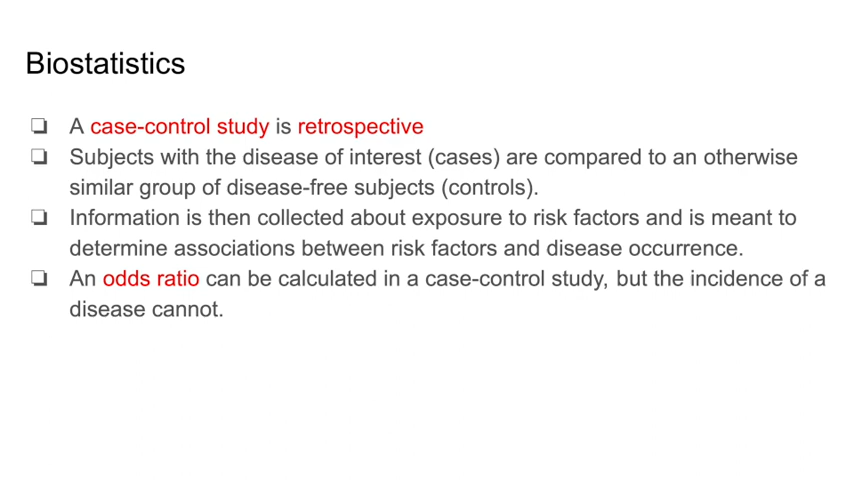 Biostatistics
❏ A case-control study is retrospective
❏ Subjects with the disease of interest (cases) are compared to an otherwise
similar group of disease-free subjects (controls).
❏ Information is then collected about exposure to risk factors and is meant to
determine associations between risk factors and disease occurrence.
❏ An odds ratio can be calculated in a case-control study, but the incidence of a
disease cannot.